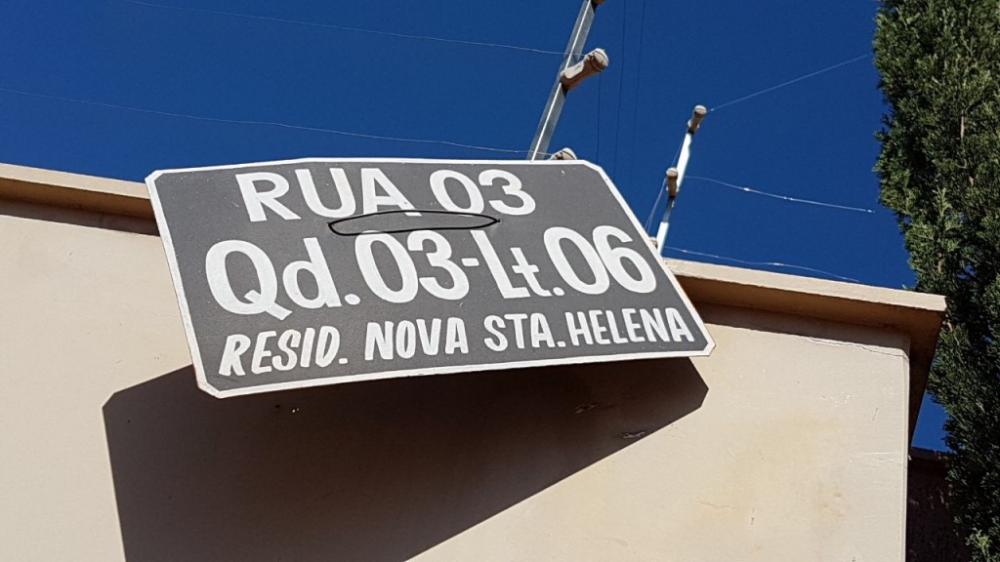 RUA 03
Qd.03-Lt.06
RESID. NOVA STA.HELENA